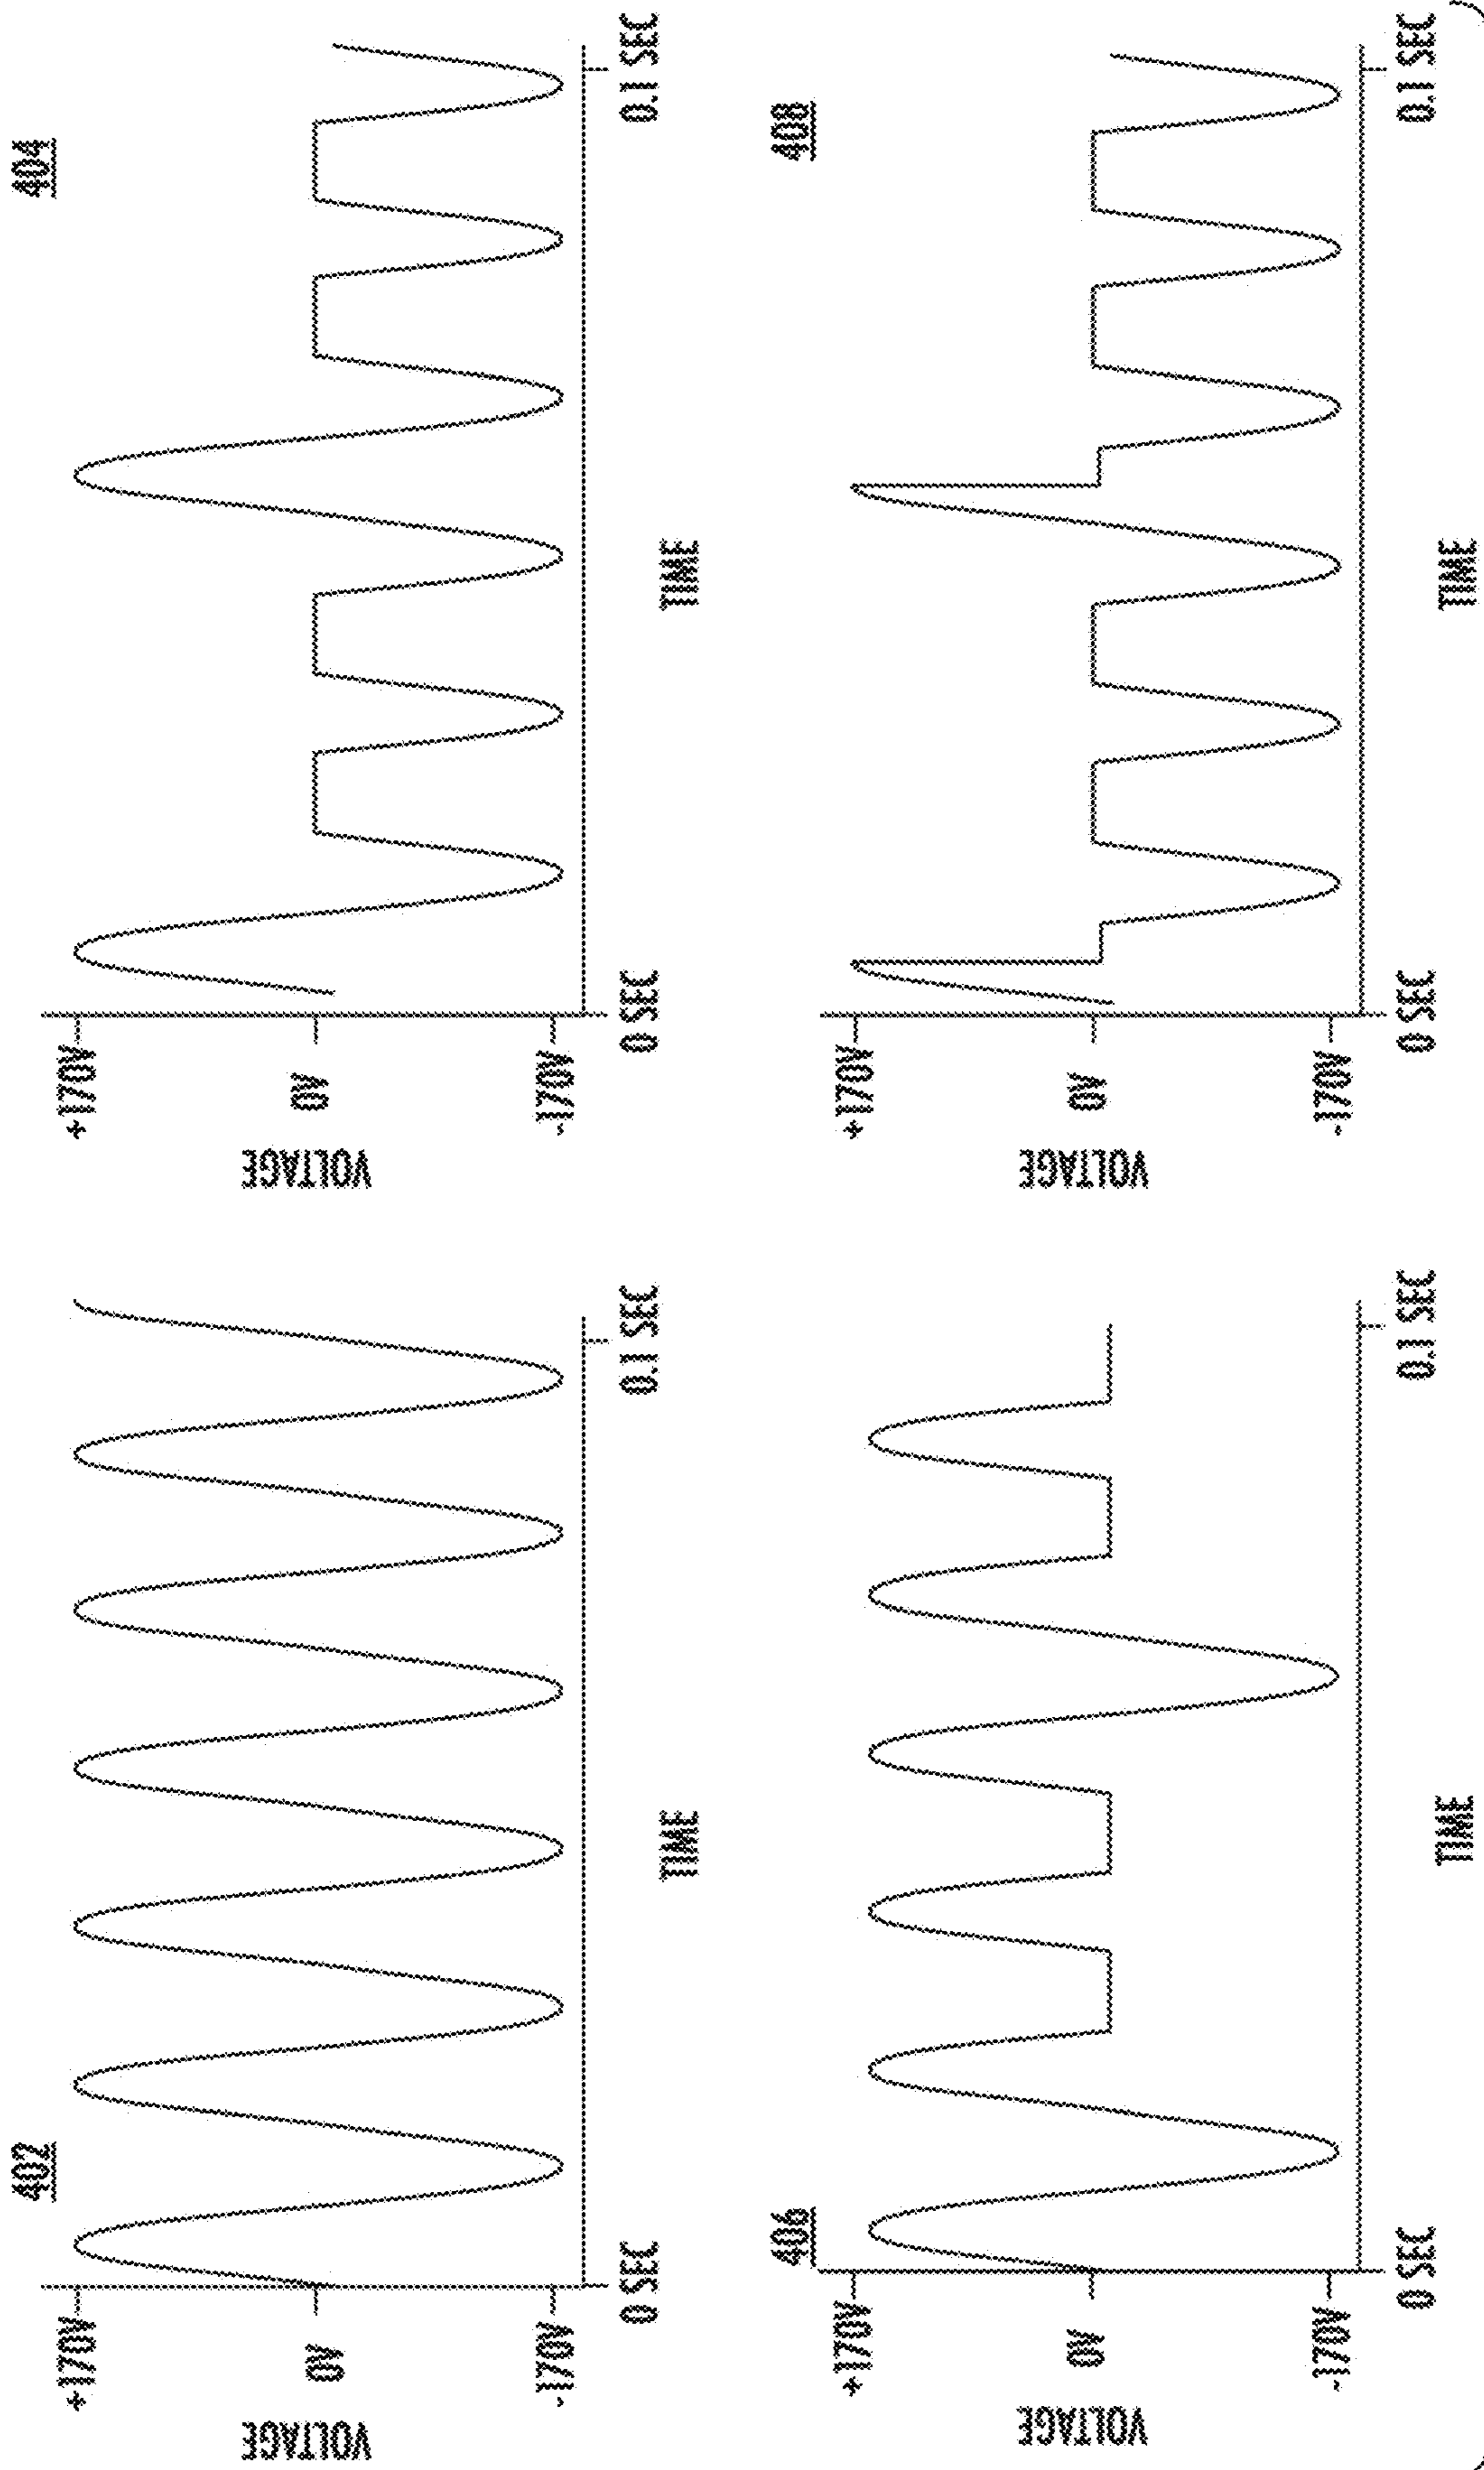 402
VOLTAGE
+170V
0V
-170V
0 SEC
TIME
0.1 SEC
404
VOLTAGE
+170V
0V
-170V
0 SEC
TIME
0.1 SEC
406
VOLTAGE
+170V
0V
-170V
0 SEC
TIME
0.1 SEC
408
VOLTAGE
+170V
0V
-170V
0 SEC
TIME
0.1 SEC